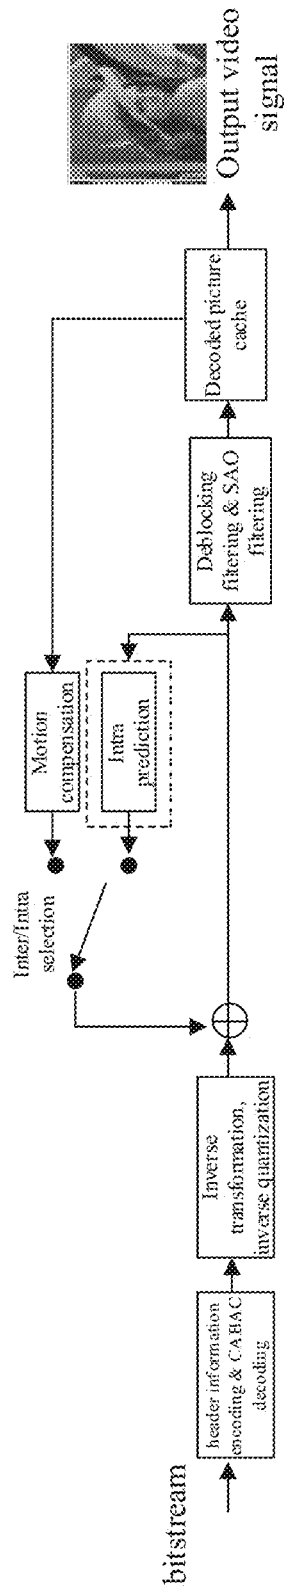 bitstream
header information
encoding & CABAC
decoding
Inverse
transformation,
inverse quantization
Inter/Intra
selection
Motion
compensation
Intra
prediction
Deblocking
filtering & SAO
filtering
Decoded picture
cache
Output video
signal